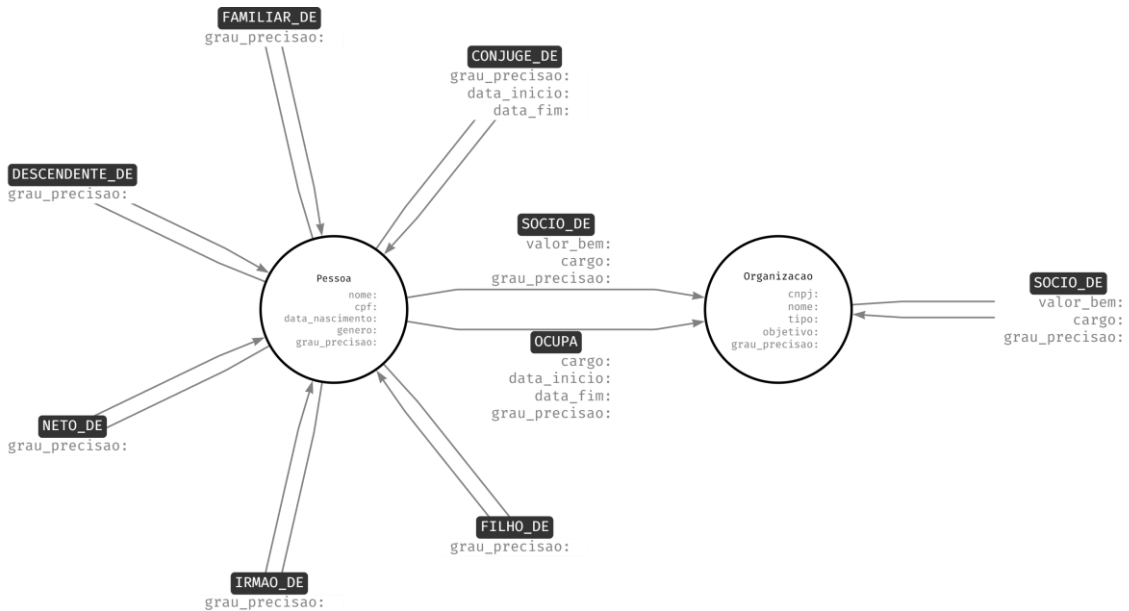 FAMILIAR_DE
grau_precisao:
CONJUGE_DE
grau_precisao:
data_inicio:
data_fim:
DESCENDENTE_DE
grau_precisao:
SOCIO_DE
valor_bem:
cargo:
grau_precisao:
Pessoa
nome:
cpf:
data_nascimento:
genero:
grau_precisao:
Organizacao
cnpj:
nome:
tipo:
objetivo:
grau_precisao:
SOCIO_DE
valor_bem:
cargo:
grau_precisao:
OCUPA
cargo:
data_inicio:
data_fim:
grau_precisao:
NETO_DE
grau_precisao:
FILHO_DE
grau_precisao:
IRMAO_DE
grau_precisao: